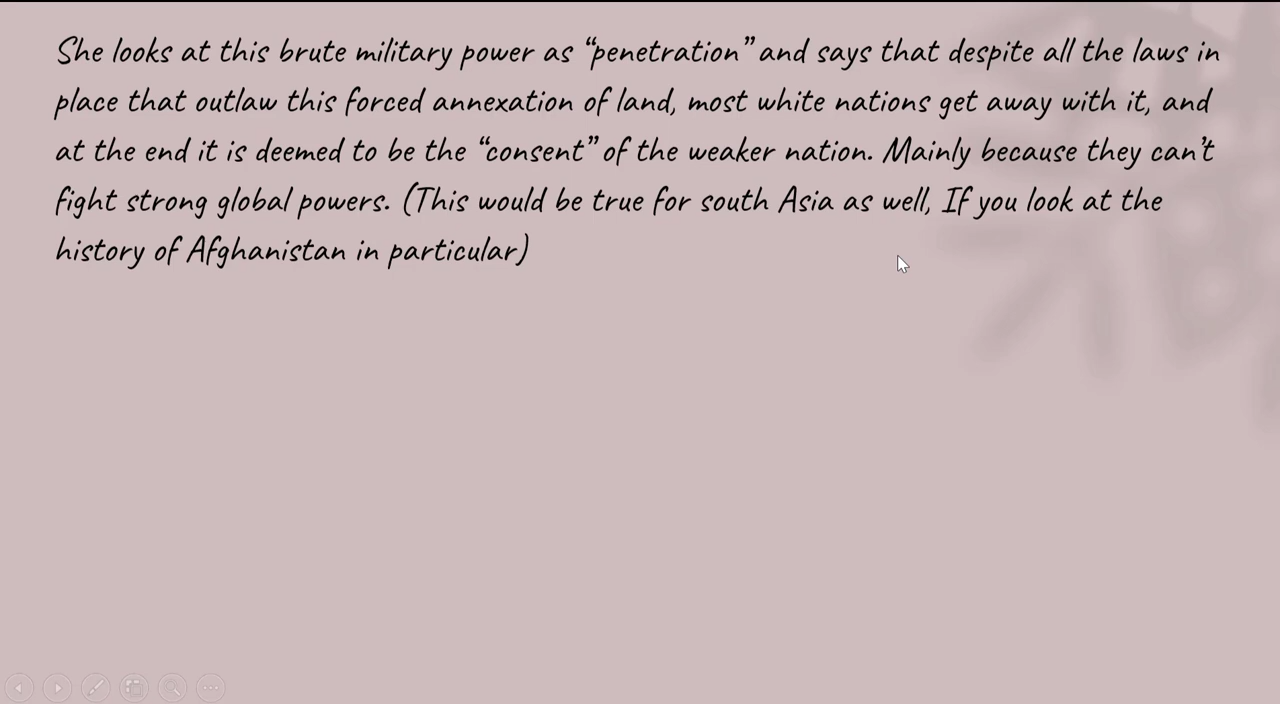 She looks at this brute military power as “penetration” and says that despite all the laws in
place that outlaw this forced annexation of land, most white nations get away with it, and
at the end it is deemed to be the “consent” of the weaker nation. Mainly because they can’t
fight strong global powers. (This would be true for south Asia as well, If you look at the
history of Afghanistan in particular)